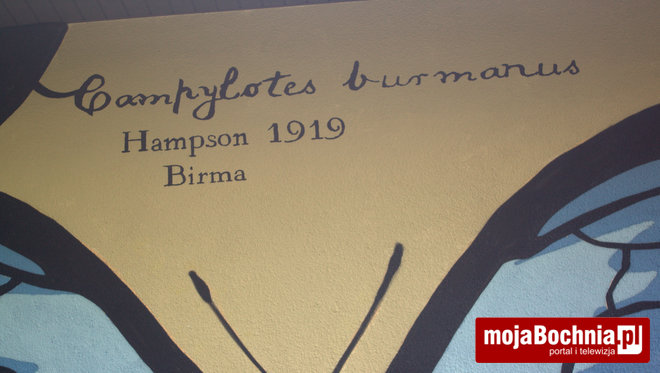 Campylotes burmanus
Hampson 1919
Birma
mojaBochnia.pl
portal i telewizja